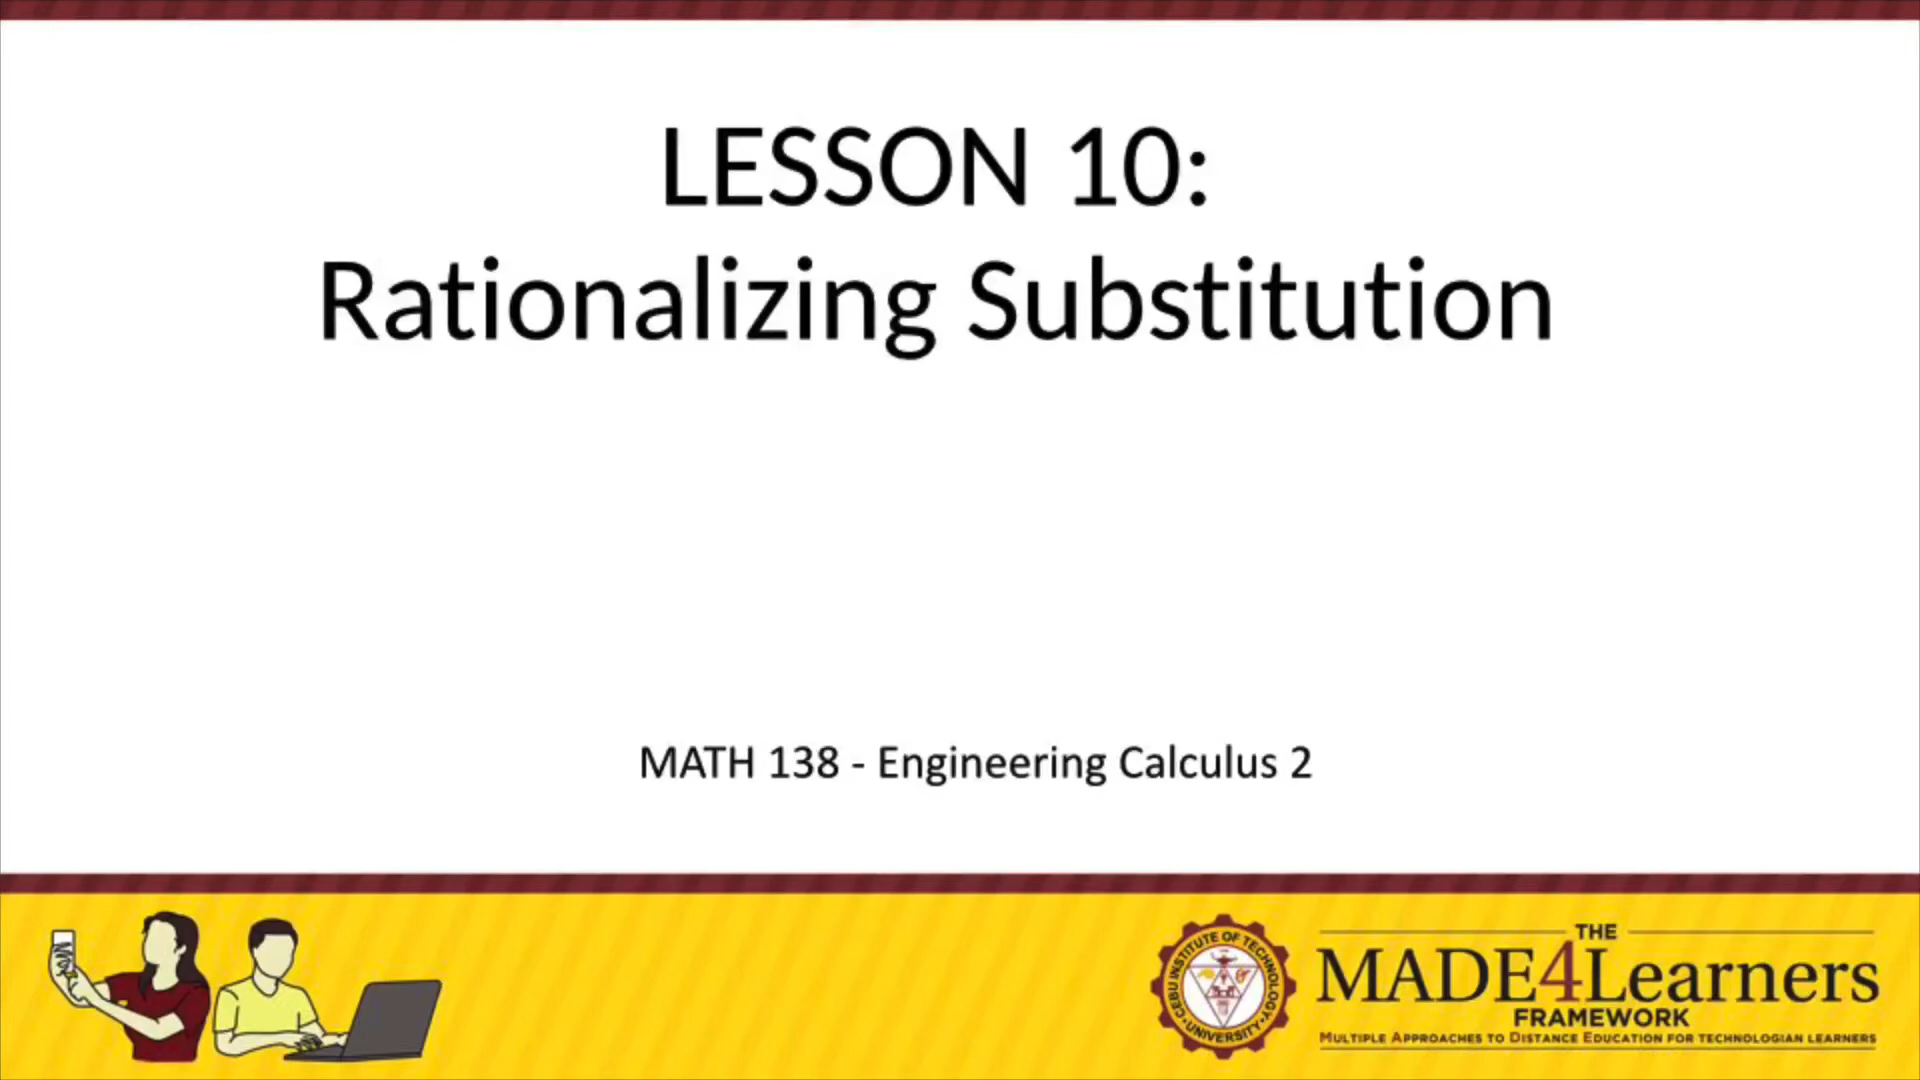 LESSON 10:
Rationalizing Substitution
MATH 138 - Engineering Calculus 2
CEBU INSTITUTE OF TECHNOLOGY
UNIVERSITY
THE
MADE4Learners
FRAMEWORK
MULTIPLE APPROACHES TO DISTANCE EDUCATION FOR TECHNOLOGIAN LEARNERS